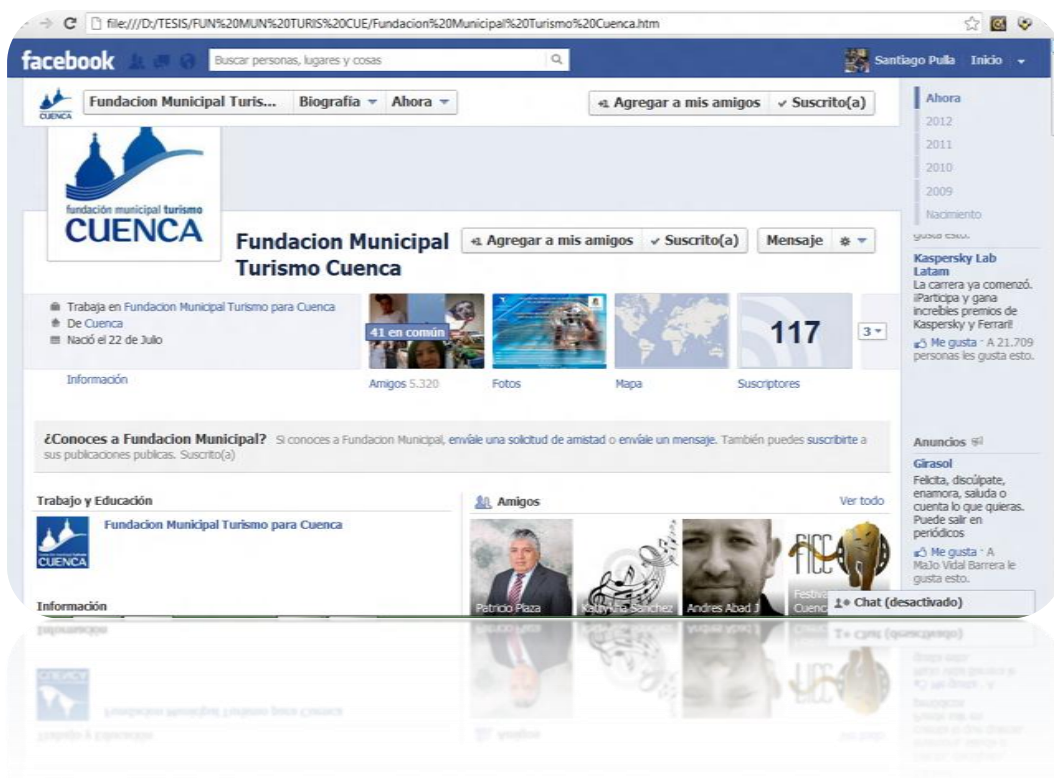 file:///D:/TESIS/FUN%20MUN%20TURIS%20CUE/Fundacion%20Municipal%20Turismo%20Cuenca.htm
facebook
Buscar personas, lugares y cosas
Santiago Pulla
Inicio
CUENCA
Fundacion Municipal Turis...
Biografía
Ahora
Agregar a mis amigos
Suscrito(a)
Ahora
2012
2011
2010
2009
Nacimiento
fundación municipal turismo
CUENCA
Fundacion Municipal
Turismo Cuenca
Agregar a mis amigos
Suscrito(a)
Mensaje
Trabaja en Fundacion Municipal Turismo para Cuenca
De Cuenca
Nació el 22 de Julio
Información
41 en común
Amigos 5.320
Fotos
Mapa
117
Suscriptores
3
gusta esto.
Kaspersky Lab
Latam
La carrera ya comenzó.
¡Participa y gana
increíbles premios de
Kaspersky y Ferrari!
Me gusta · A 21.709
personas les gusta esto.
¿Conoces a Fundacion Municipal? Si conoces a Fundacion Municipal, envíale una solicitud de amistad o envíale un mensaje. También puedes suscribirte a
sus publicaciones publicas. Suscrito(a)
Anuncios
Girasol
Felicita, discúlpate,
enamora, saluda o
cuenta lo que quieras.
Puede salir en
periódicos
Me gusta · A
MaJo Vidal Barrera le
gusta esto.
Trabajo y Educación
CUENCA
Fundacion Municipal Turismo para Cuenca
Información
Amigos
Ver todo
Patricio Plaza
Sanchez
Andres Abad J
FICC
Cuenc
Chat (desactivado)